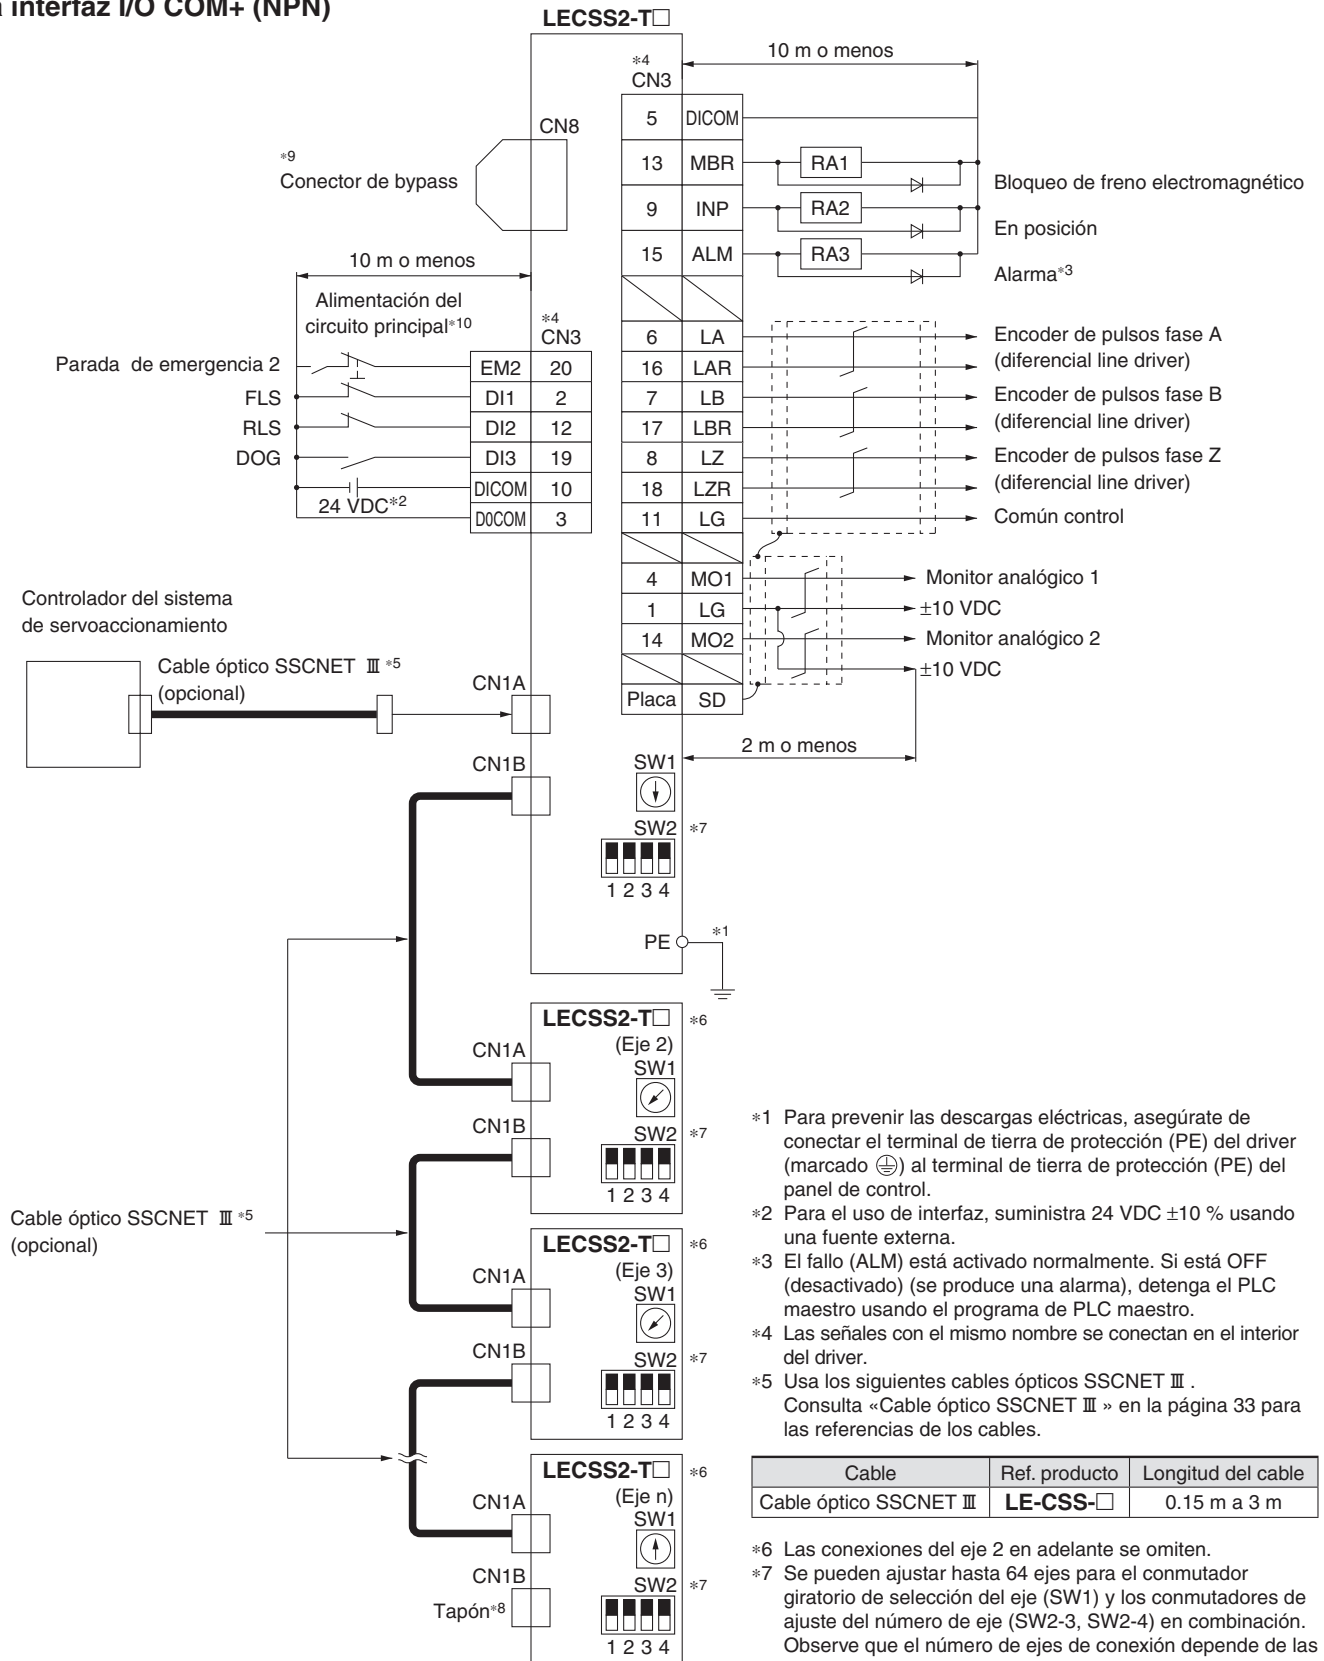 interfaz I/O COM+ (NPN)
LECSS2-T□
*4
CN3
10 m o menos
5 DICOM
CN8
13 MBR RA1
*9
Conector de bypass
Bloqueo de freno electromagnético
9 INP RA2
En posición
15 ALM RA3
Alarma*3
10 m o menos
Alimentación del
circuito principal*10
*4
CN3
Parada de emergencia 2
EM2 20
FLS DI1 2
RLS DI2 12
DOG DI3 19
DICOM 10
24 VDC*2
D0COM 3
6 LA Encoder de pulsos fase A
16 LAR (diferencial line driver)
7 LB Encoder de pulsos fase B
17 LBR (diferencial line driver)
8 LZ Encoder de pulsos fase Z
18 LZR (diferencial line driver)
11 LG Común control
4 MO1 Monitor analógico 1
1 LG ±10 VDC
14 MO2 Monitor analógico 2
±10 VDC
Placa SD
2 m o menos
Controlador del sistema
de servoaccionamiento
Cable óptico SSCNET Ⅲ *5
(opcional)
CN1A
CN1B
SW1
SW2 *7
1 2 3 4
PE *1
LECSS2-T□ *6
(Eje 2)
CN1A
SW1
CN1B
SW2 *7
1 2 3 4
Cable óptico SSCNET Ⅲ *5
(opcional)
LECSS2-T□ *6
(Eje 3)
CN1A
SW1
CN1B
SW2 *7
1 2 3 4
LECSS2-T□ *6
(Eje n)
CN1A
SW1
CN1B
SW2 *7
Tapón*8
1 2 3 4
*1 Para prevenir las descargas eléctricas, asegúrate de
conectar el terminal de tierra de protección (PE) del driver
(marcado ⏚) al terminal de tierra de protección (PE) del
panel de control.
*2 Para el uso de interfaz, suministra 24 VDC ±10 % usando
una fuente externa.
*3 El fallo (ALM) está activado normalmente. Si está OFF
(desactivado) (se produce una alarma), detenga el PLC
maestro usando el programa de PLC maestro.
*4 Las señales con el mismo nombre se conectan en el interior
del driver.
*5 Usa los siguientes cables ópticos SSCNET Ⅲ .
Consulta «Cable óptico SSCNET Ⅲ » en la página 33 para
las referencias de los cables.
Cable Ref. producto Longitud del cable
Cable óptico SSCNET Ⅲ LE-CSS-□ 0.15 m a 3 m
*6 Las conexiones del eje 2 en adelante se omiten.
*7 Se pueden ajustar hasta 64 ejes para el conmutador
giratorio de selección del eje (SW1) y los conmutadores de
ajuste del número de eje (SW2-3, SW2-4) en combinación.
Observe que el número de ejes de conexión depende de las